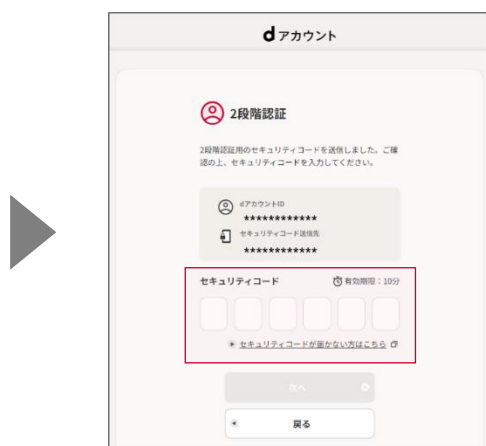 dアカウント
2段階認証
2段階認証用のセキュリティコードを送信しました。ご確
認の上、セキュリティコードを入力してください。
dアカウントID
************
セキュリティコード送信先
************
セキュリティコード 有効期限：10分
セキュリティコードが届かない方はこちら
次へ
戻る